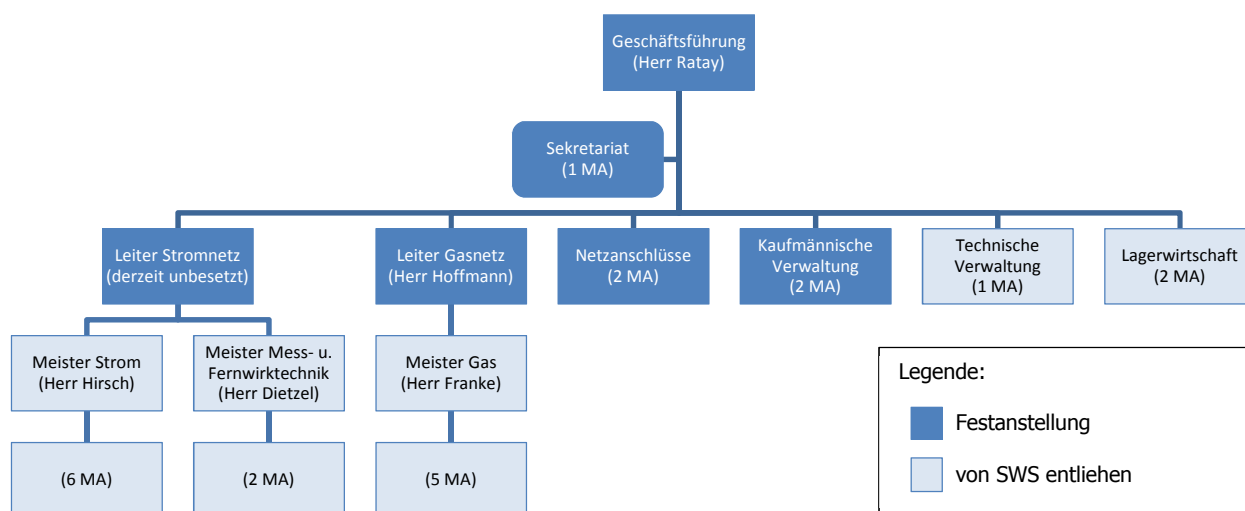 Geschäftsführung
(Herr Ratay)
Sekretariat
(1 MA)
Leiter Stromnetz
(derzeit unbesetzt)
Leiter Gasnetz
(Herr Hoffmann)
Netzanschlüsse
(2 MA)
Kaufmännische
Verwaltung
(2 MA)
Technische
Verwaltung
(1 MA)
Lagerwirtschaft
(2 MA)
Meister Strom
(Herr Hirsch)
Meister Mess- u.
Fernwirktechnik
(Herr Dietzel)
Meister Gas
(Herr Franke)
(6 MA)
(2 MA)
(5 MA)
Legende:
Festanstellung
von SWS entliehen